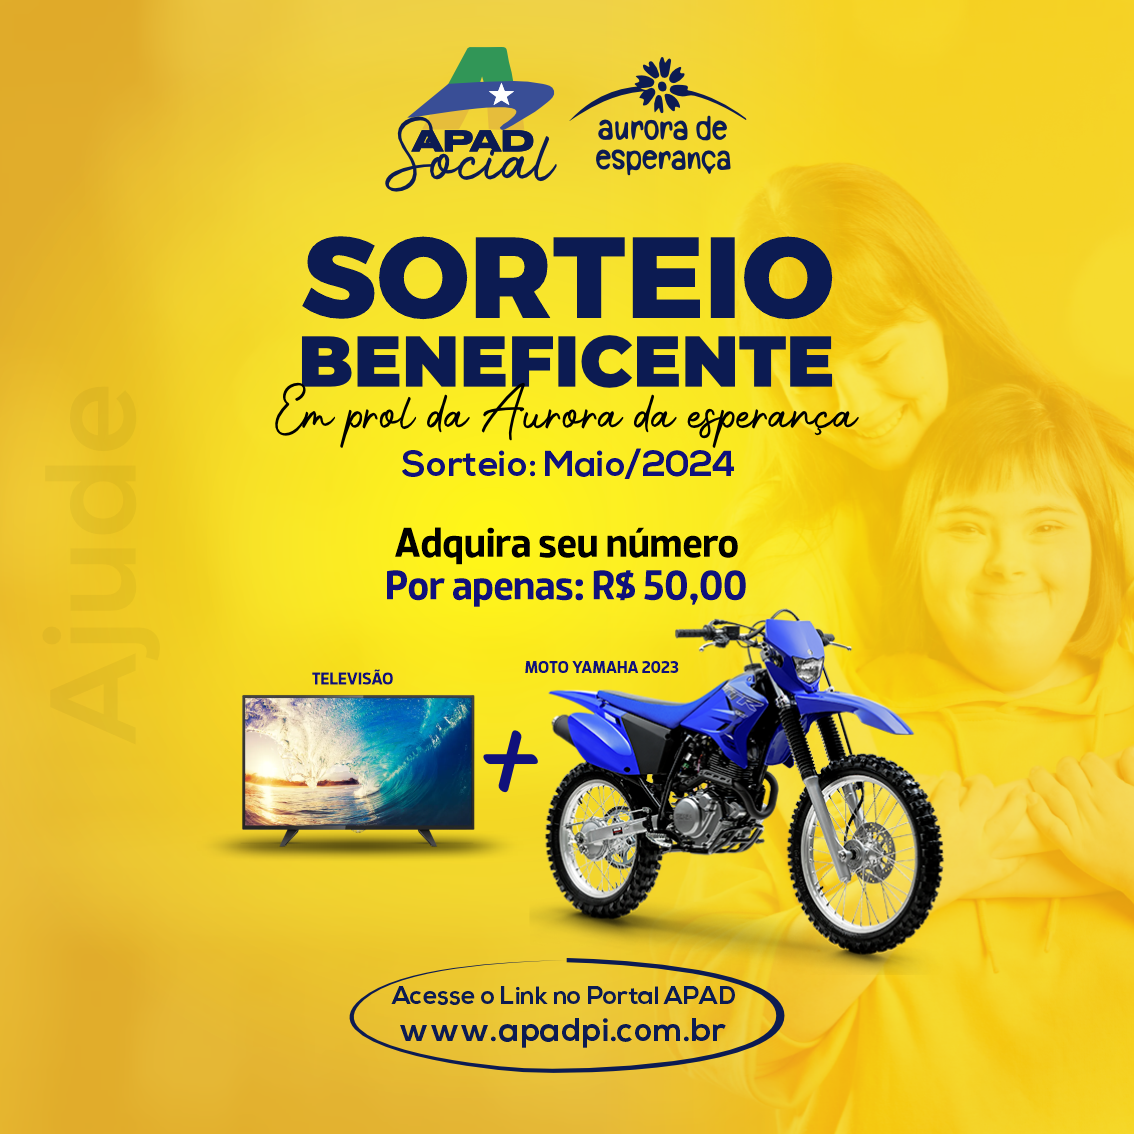 APAD
Social
aurora de
esperança
SORTEIO
BENEFICENTE
Em prol da Aurora da esperança
Sorteio: Maio/2024
Ajude
Adquira seu número
Por apenas: R$ 50,00
TELEVISÃO
MOTO YAMAHA 2023
+
Acesse o Link no Portal APAD
www.apadpi.com.br